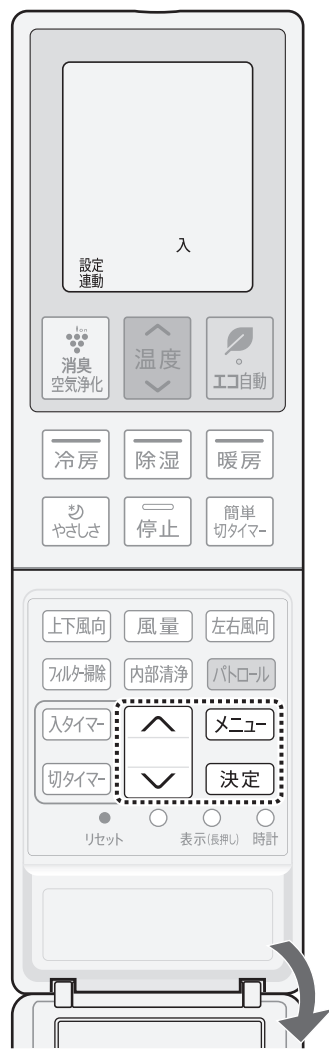 入
設定
連動
ion
消臭
空気浄化
温度
エコ自動
冷房
除湿
暖房
やさしさ
停止
簡単
切タイマー
上下風向
風量
左右風向
フィルター掃除
内部清浄
パトロール
入タイマー
メニュー
切タイマー
決定
リセット
表示(長押し)
時計